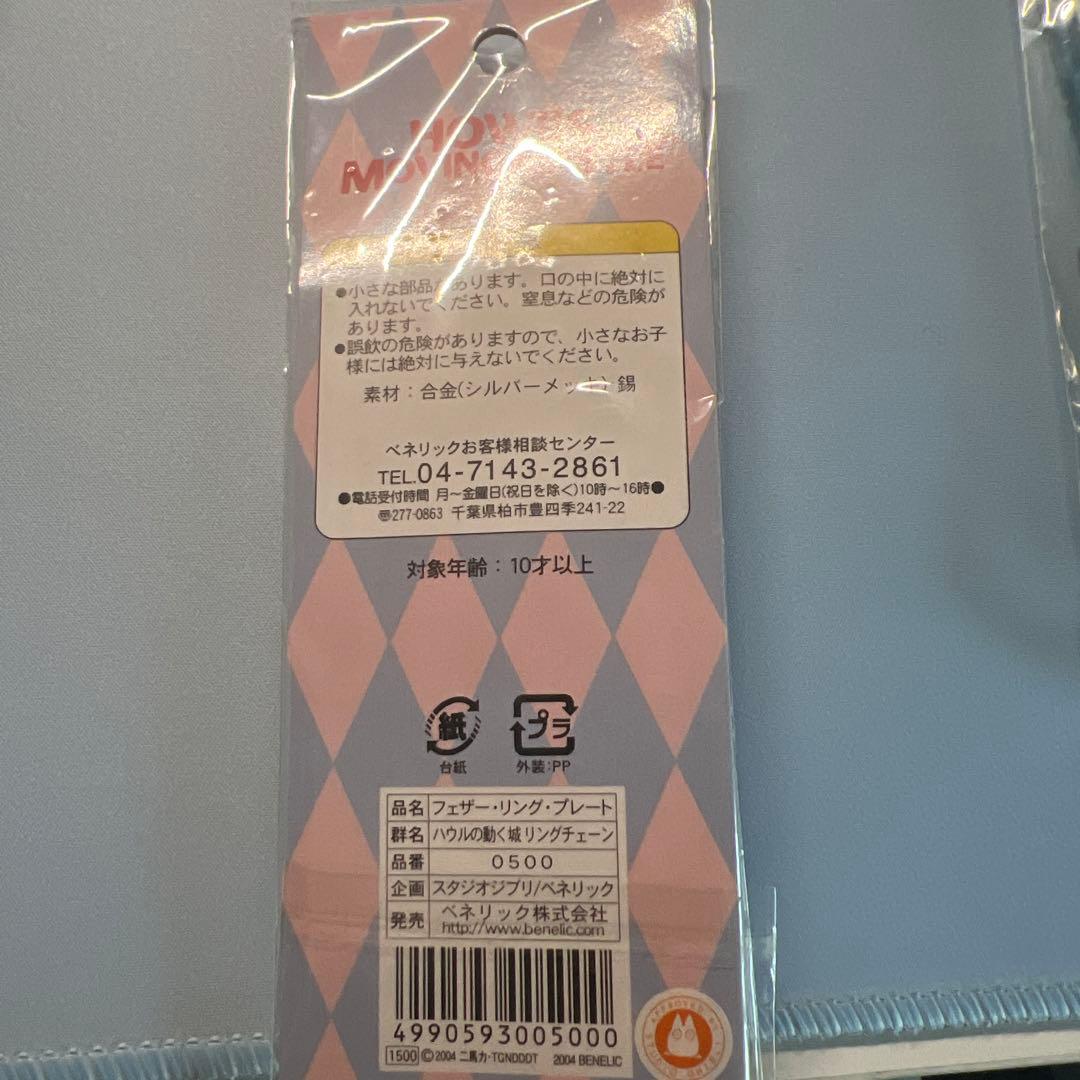 ●小さな部品があります。口の中に絶対に
入れないでください。窒息などの危険が
あります。
●誤飲の危険がありますので、小さなお子
様には絶対に与えないでください。
素材：合金(シルバーメッキ) 錫
ベネリックお客様相談センター
TEL.04-7143-2861
●電話受付時間 月〜金曜日(祝日を除く)10時〜16時●
〠277-0863 千葉県柏市豊四季241-22
対象年齢：10才以上
紙 プラ
台紙 外装:PP
品名 フェザー・リング・プレート
群名 ハウルの動く城 リングチェーン
品番 0500
企画 スタジオジブリ/ベネリック
発売 ベネリック株式会社
http://www.benelic.com
4990593005000
1500 ©2004 二馬力・TGNDDDT 2004 BENELIC